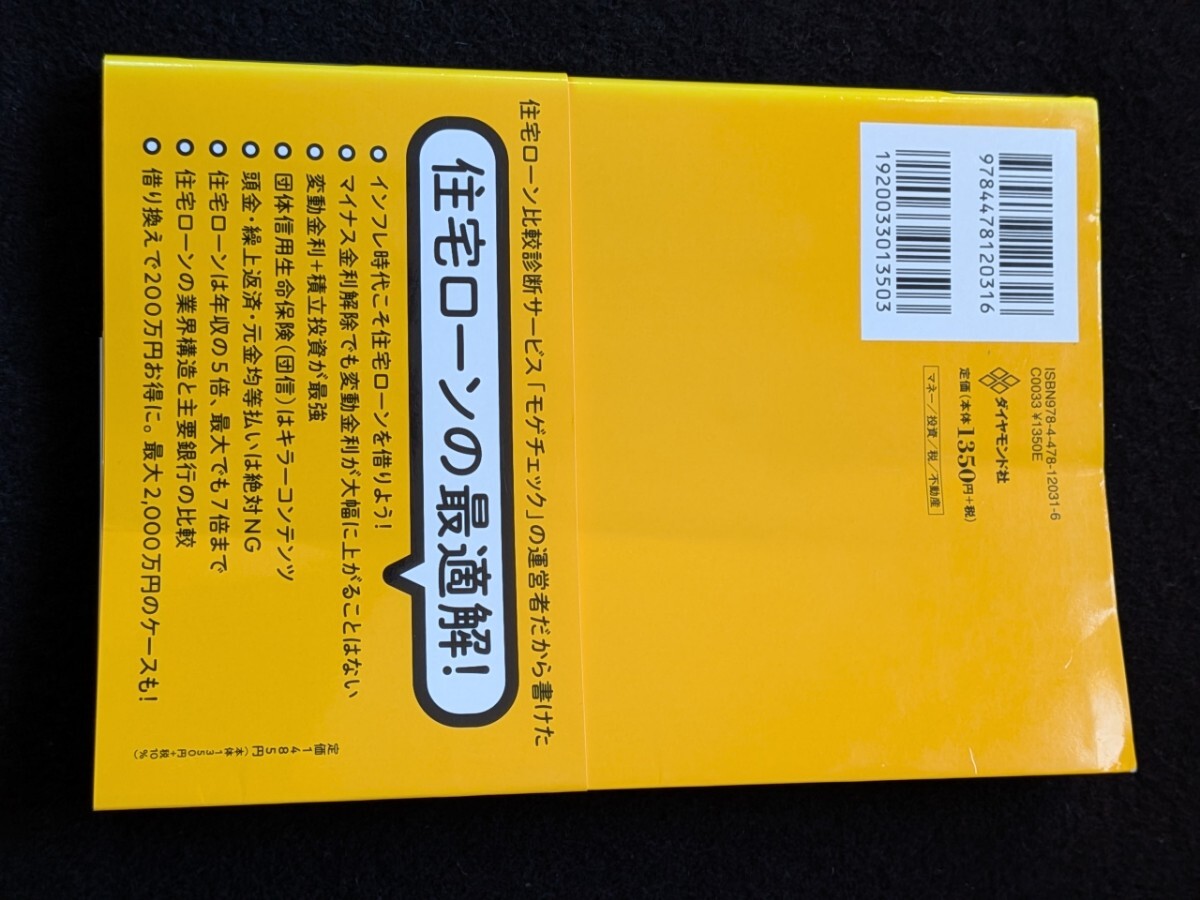 9784478120316
1920033013503
ISBN978-4-478-12031-6
C0033 ¥1350E
ダイヤモンド社
定価(本体1350円+税)
マネー/投資/税/不動産
住宅ローン比較診断サービス「モゲチェック」の運営者だから書けた
住宅ローンの最適解!
●インフレ時代こそ住宅ローンを借りよう!
●マイナス金利解除でも変動金利が大幅に上がることはない
●変動金利+積立投資が最強
●団体信用生命保険(団信)はキラーコンテンツ
●頭金・繰上返済・元金均等払いは絶対NG
●住宅ローンは年収の5倍、最大でも7倍まで
●住宅ローンの業界構造と主要銀行の比較
●借り換えで200万円お得に。最大2,000万円のケースも!
定価1485円(本体1350円+税10%)